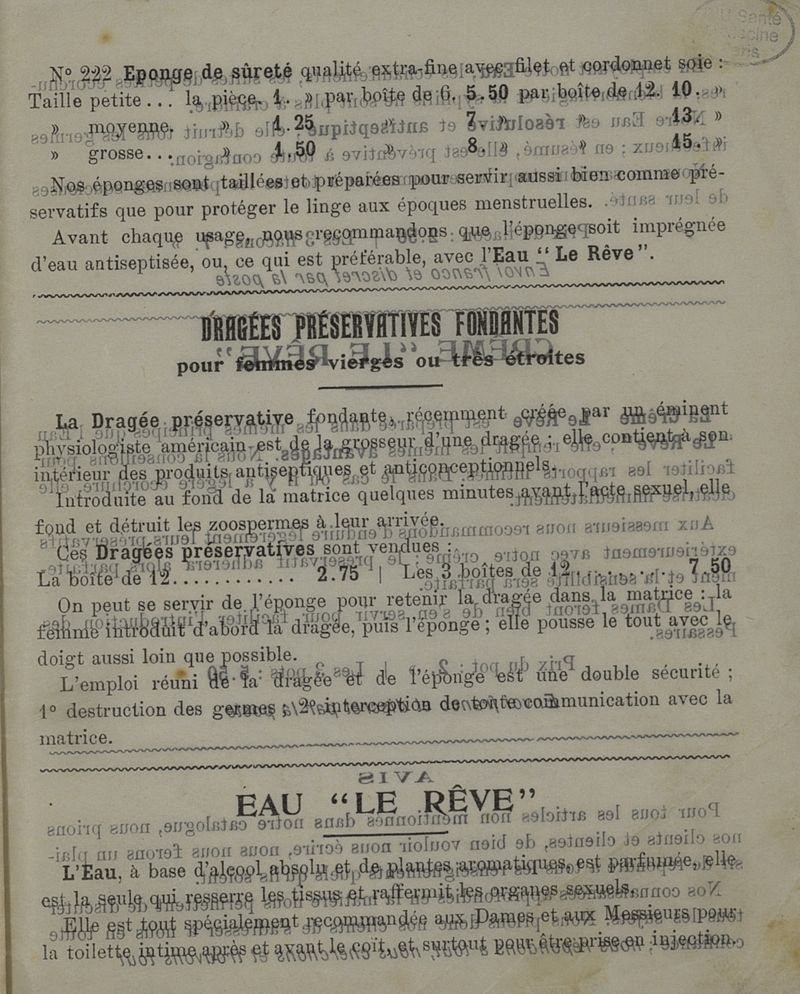 Nº 222 Eponge de sûreté qualité extra-fine avec filet et cordonnet soie :
Taille petite... la pièce. 1. » par boîte de 6. 5.50 par boîte de 12. 10. »
» moyenne. » 1.25 » 7. » » 13. »
» grosse... » 1.50 » 8. » » 15. »
Nos éponges sont taillées et préparées pour servir aussi bien comme pré-
servatifs que pour protéger le linge aux époques menstruelles.
Avant chaque usage, nous recommandons que l'éponge soit imprégnée
d'eau antiseptisée, ou, ce qui est préférable, avec l'Eau “ Le Rêve ”.
DRAGÉES PRÉSERVATIVES FONDANTES
pour femmes vierges ou très étroites
La Dragée préservative fondante, récemment créée par un éminent
physiologiste américain est de la grosseur d'une dragée ; elle contient à son
intérieur des produits antiseptiques et anticonceptionnels.
Introduite au fond de la matrice quelques minutes avant l'acte sexuel, elle
fond et détruit les zoospermes à leur arrivée.
Ces Dragées préservatives sont vendues :
La boîte de 12............ 2.75 | Les 3 boîtes de 12........ 7.50
On peut se servir de l'éponge pour retenir la dragée dans la matrice : la
femme introduit d'abord la dragée, puis l'éponge ; elle pousse le tout avec le
doigt aussi loin que possible.
L'emploi réuni de la dragée et de l'éponge est une double sécurité ;
1º destruction des germes ; 2º interception de toute communication avec la
matrice.
EAU “LE RÊVE”
L'Eau, à base d'alcool absolu et de plantes aromatiques, est parfumée, elle
est la seule qui resserre les tissus et raffermit les organes sexuels.
Elle est tout spécialement recommandée aux Dames et aux Messieurs pour
la toilette intime après et avant le coït, et surtout pour être prise en injection.